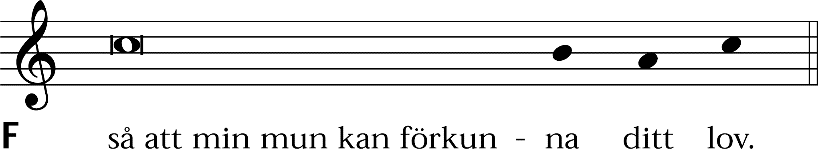 F så att min mun kan förkun - na ditt lov.